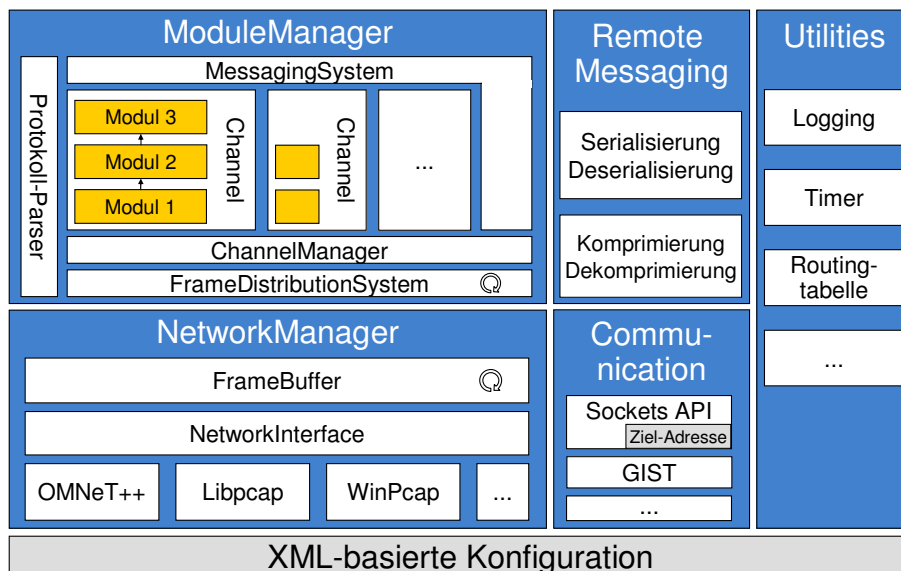 ModuleManager
Protokoll-Parser
MessagingSystem
Modul 3
Modul 2
Modul 1
Channel
Channel
...
ChannelManager
FrameDistributionSystem
NetworkManager
FrameBuffer
NetworkInterface
OMNeT++
Libpcap
WinPcap
...
Remote
Messaging
Serialisierung
Deserialisierung
Komprimierung
Dekomprimierung
Commu-
nication
Sockets API
Ziel-Adresse
GIST
...
Utilities
Logging
Timer
Routing-
tabelle
...
XML-basierte Konfiguration